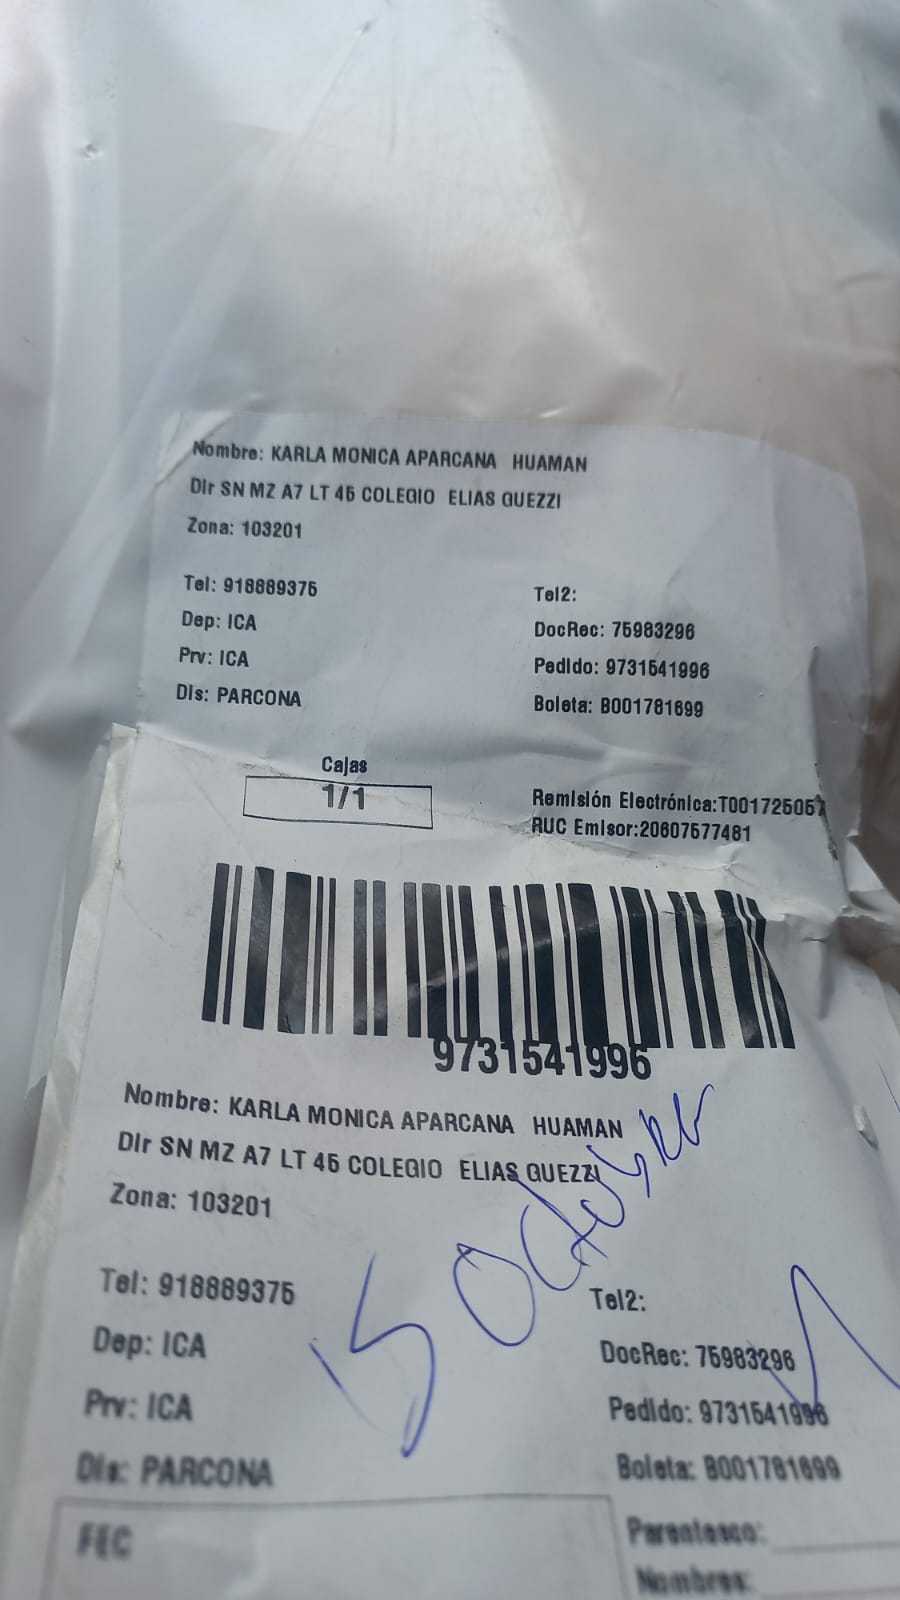 Nombre: KARLA MONICA APARCANA HUAMAN
Dir SN MZ A7 LT 45 COLEGIO ELIAS GUEZZI
Zona: 103201
Tel: 918889375 Tel2:
Dep: ICA DocRec: 75983296
Prv: ICA Pedido: 9731541996
Dis: PARCONA Boleta: B001781699
Cajas
1/1
Remisión Electrónica:T001725057
RUC Emisor:20607577481
9731541996
Nombre: KARLA MONICA APARCANA HUAMAN
Dir SN MZ A7 LT 45 COLEGIO ELIAS GUEZZI
Zona: 103201
Tel: 918889375 Tel2:
Dep: ICA DocRec: 75983296
Prv: ICA Pedido: 9731541996
Dis: PARCONA Boleta: B001781699
FEC Parentesco:
Nombres: